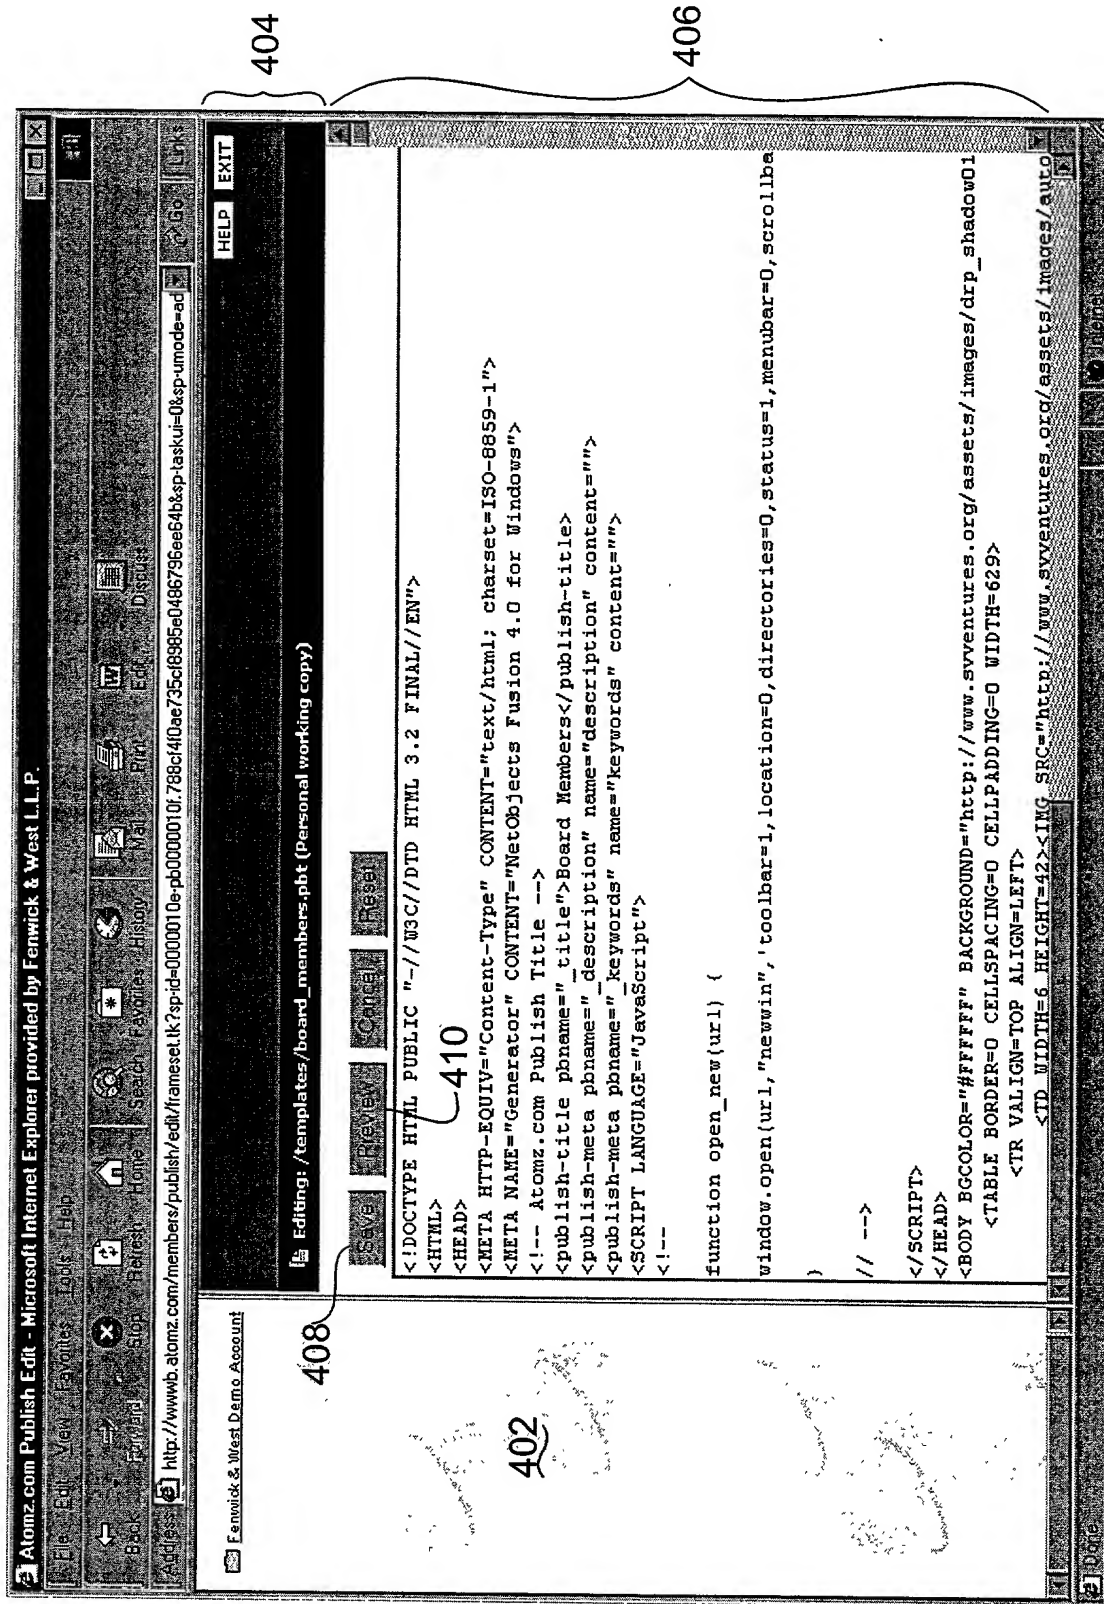 Atomz.com Publish Edit - Microsoft Internet Explorer provided by Fenwick & West L.L.P.
File Edit View Favorites Tools Help
Back Forward Stop Refresh Home Search Favorites History Mail Print Edit Discuss
Address http://wwwb.atomz.com/members/publish/edit/frameset.tk?sp-id=0000010e-pb0000010f.788cf4f0ae735cf8985e0486796ee64b&sp-taskui=0&sp-umode=ad Go Links
Fenwick & West Demo Account
HELP EXIT
404
Editing: /templates/board_members.pbt (Personal working copy)
408
Save Preview Cancel Reset
410
402
406
<!DOCTYPE HTML PUBLIC "-//W3C//DTD HTML 3.2 FINAL//EN">
<HTML>
<HEAD>
<META HTTP-EQUIV="Content-Type" CONTENT="text/html; charset=ISO-8859-1">
<META NAME="Generator" CONTENT="NetObjects Fusion 4.0 for Windows">
<!-- Atomz.com Publish Title -->
<publish-title pbname="_title">Board Members</publish-title>
<publish-meta pbname="_description" name="description" content="">
<publish-meta pbname="_keywords" name="keywords" content="">
<SCRIPT LANGUAGE="JavaScript">
<!--
function open_new(url) {
window.open(url,"newwin",'toolbar=1,location=0,directories=0,status=1,menubar=0,scrollba
}
// -->
</SCRIPT>
</HEAD>
<BODY BGCOLOR="#FFFFFF" BACKGROUND="http://www.svventures.org/assets/images/drp_shadow01
<TABLE BORDER=0 CELLSPACING=0 CELLPADDING=0 WIDTH=629>
<TR VALIGN=TOP ALIGN=LEFT>
<TD WIDTH=6 HEIGHT=42><IMG SRC="http://www.svventures.org/assets/images/auto
Done
Internet